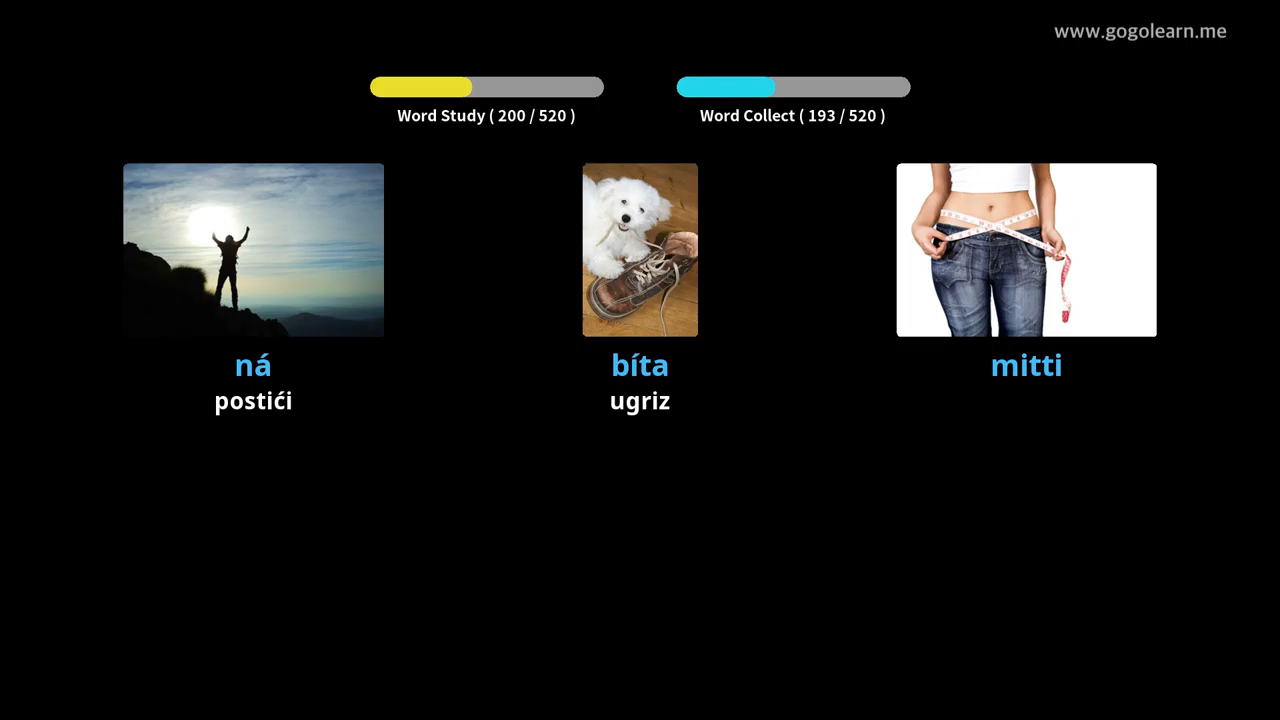 www.gogolearn.me
Word Study ( 200 / 520 )
Word Collect ( 193 / 520 )
ná
bíta
mitti
postići
ugriz